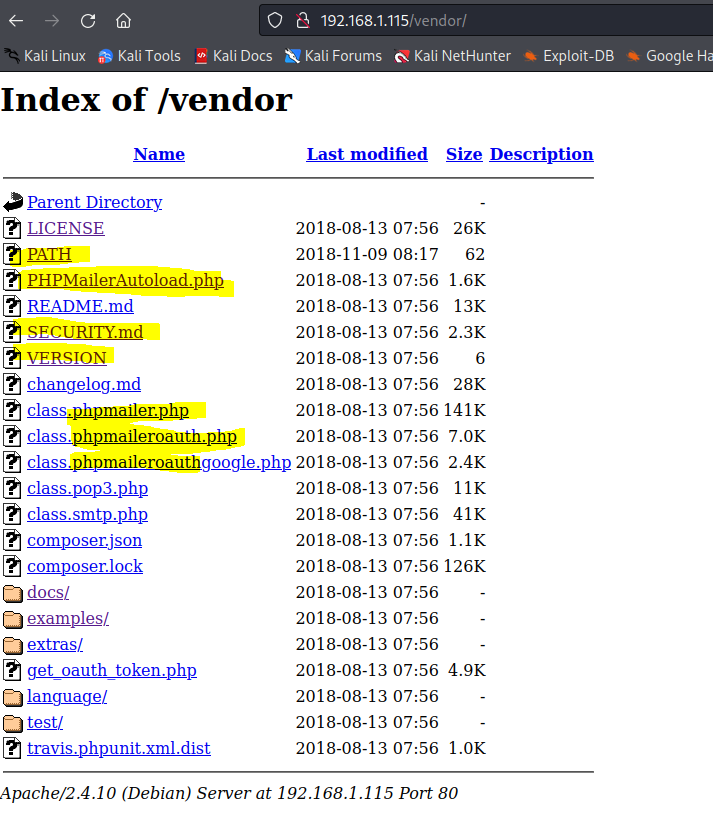 192.168.1.115/vendor/
Kali Linux Kali Tools Kali Docs Kali Forums Kali NetHunter Exploit-DB Google Ha
Index of /vendor
Name Last modified Size Description
Parent Directory -
LICENSE 2018-08-13 07:56 26K
PATH 2018-11-09 08:17 62
PHPMailerAutoload.php 2018-08-13 07:56 1.6K
README.md 2018-08-13 07:56 13K
SECURITY.md 2018-08-13 07:56 2.3K
VERSION 2018-08-13 07:56 6
changelog.md 2018-08-13 07:56 28K
class.phpmailer.php 2018-08-13 07:56 141K
class.phpmaileroauth.php 2018-08-13 07:56 7.0K
class.phpmaileroauthgoogle.php 2018-08-13 07:56 2.4K
class.pop3.php 2018-08-13 07:56 11K
class.smtp.php 2018-08-13 07:56 41K
composer.json 2018-08-13 07:56 1.1K
composer.lock 2018-08-13 07:56 126K
docs/ 2018-08-13 07:56 -
examples/ 2018-08-13 07:56 -
extras/ 2018-08-13 07:56 -
get_oauth_token.php 2018-08-13 07:56 4.9K
language/ 2018-08-13 07:56 -
test/ 2018-08-13 07:56 -
travis.phpunit.xml.dist 2018-08-13 07:56 1.0K
Apache/2.4.10 (Debian) Server at 192.168.1.115 Port 80